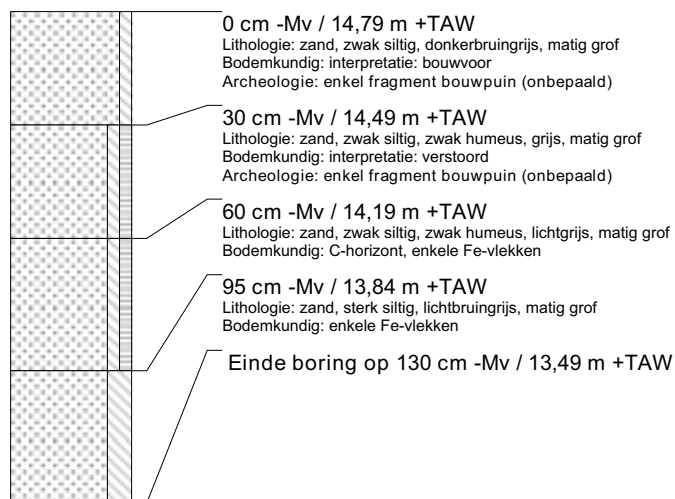 0 cm -Mv / 14,79 m +TAW
Lithologie: zand, zwak siltig, donkerbruingrijs, matig grof
Bodemkundig: interpretatie: bouwvoor
Archeologie: enkel fragment bouwpuin (onbepaald)
30 cm -Mv / 14,49 m +TAW
Lithologie: zand, zwak siltig, zwak humeus, grijs, matig grof
Bodemkundig: interpretatie: verstoord
Archeologie: enkel fragment bouwpuin (onbepaald)
60 cm -Mv / 14,19 m +TAW
Lithologie: zand, zwak siltig, zwak humeus, lichtgrijs, matig grof
Bodemkundig: C-horizont, enkele Fe-vlekken
95 cm -Mv / 13,84 m +TAW
Lithologie: zand, sterk siltig, lichtbruingrijs, matig grof
Bodemkundig: enkele Fe-vlekken
Einde boring op 130 cm -Mv / 13,49 m +TAW